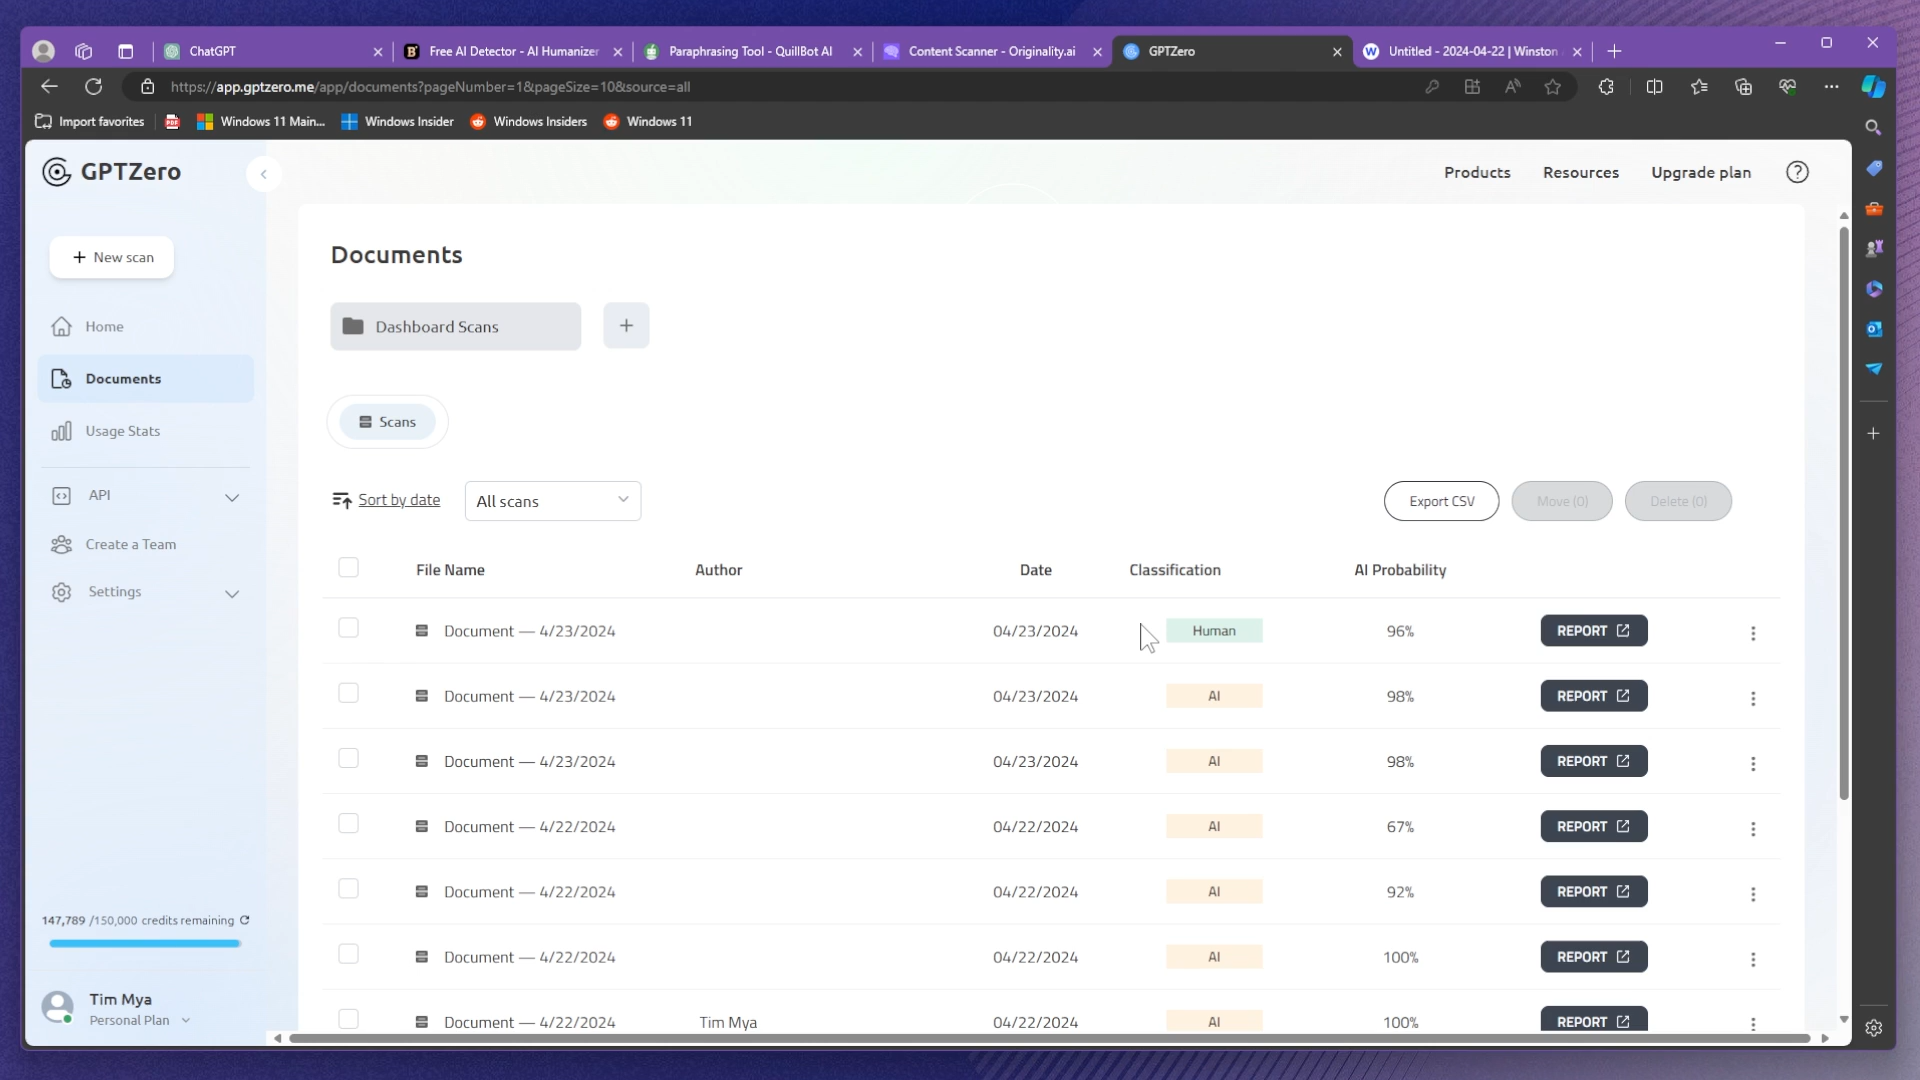 ChatGPT
Free AI Detector - AI Humanizer
Paraphrasing Tool - QuillBot AI
Content Scanner - Originality.ai
GPTZero
Untitled - 2024-04-22 | Winston
https://app.gptzero.me/app/documents?pageNumber=1&pageSize=10&source=all
Import favorites
Windows 11 Main...
Windows Insider
Windows Insiders
Windows 11
GPTZero
Products
Resources
Upgrade plan
New scan
Home
Documents
Usage Stats
API
Create a Team
Settings
147,789 /150,000 credits remaining
Tim Mya
Personal Plan
Documents
Dashboard Scans
Scans
Sort by date
All scans
Export CSV
Move (0)
Delete (0)
File Name Author Date Classification AI Probability
Document — 4/23/2024 04/23/2024 Human 96% REPORT
Document — 4/23/2024 04/23/2024 AI 98% REPORT
Document — 4/23/2024 04/23/2024 AI 98% REPORT
Document — 4/22/2024 04/22/2024 AI 67% REPORT
Document — 4/22/2024 04/22/2024 AI 92% REPORT
Document — 4/22/2024 04/22/2024 AI 100% REPORT
Document — 4/22/2024 Tim Mya 04/22/2024 AI 100% REPORT